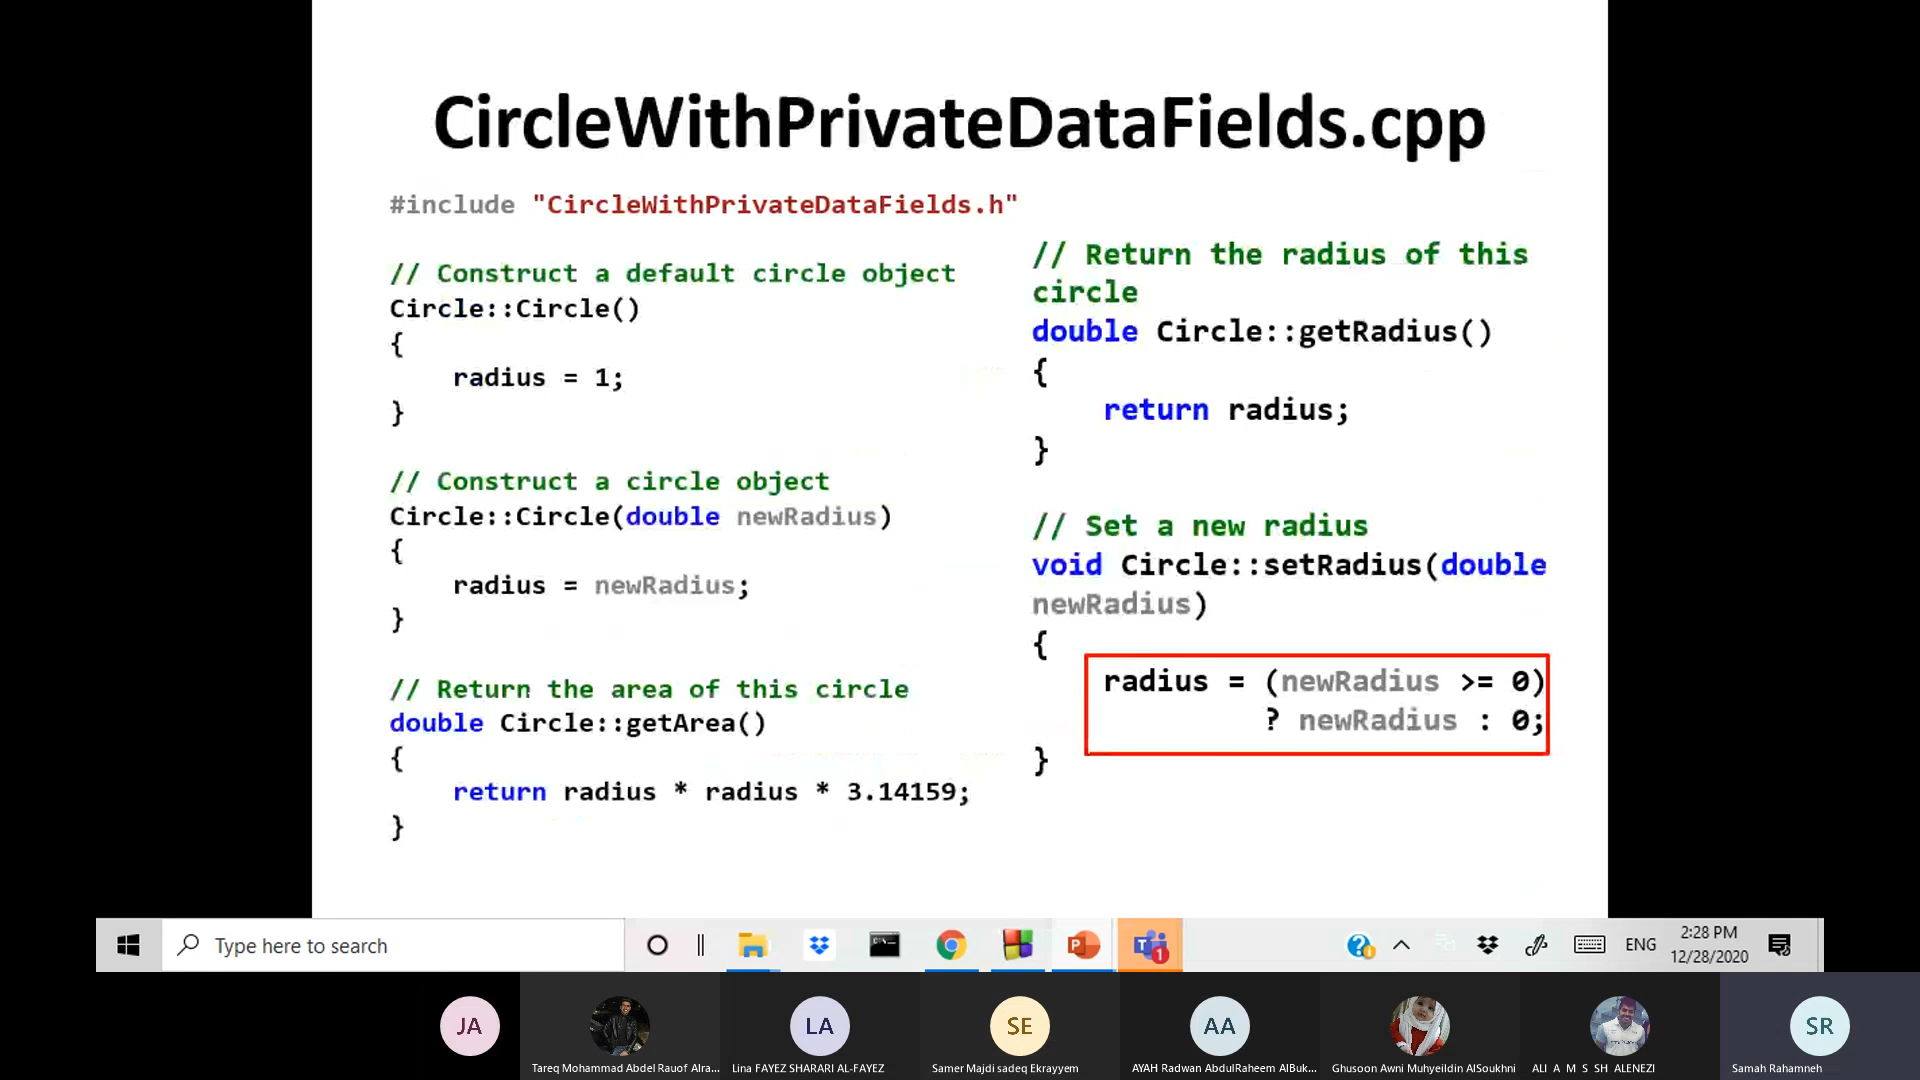 CircleWithPrivateDataFields.cpp
#include "CircleWithPrivateDataFields.h"
// Construct a default circle object
Circle::Circle()
{
radius = 1;
}
// Construct a circle object
Circle::Circle(double newRadius)
{
radius = newRadius;
}
// Return the area of this circle
double Circle::getArea()
{
return radius * radius * 3.14159;
}
// Return the radius of this
circle
double Circle::getRadius()
{
return radius;
}
// Set a new radius
void Circle::setRadius(double
newRadius)
{
radius = (newRadius >= 0)
? newRadius : 0;
}
Type here to search
ENG
2:28 PM
12/28/2020
1
JA
LA
SE
AA
SR
Tareq Mohammad Abdel Rauof Alra...
Lina FAYEZ SHARARI AL-FAYEZ
Samer Majdi sadeq Ekrayyem
AYAH Radwan AbdulRaheem AlBuk...
Ghusoon Awni Muhyeildin AlSoukhni
ALI A M S SH ALENEZI
Samah Rahamneh